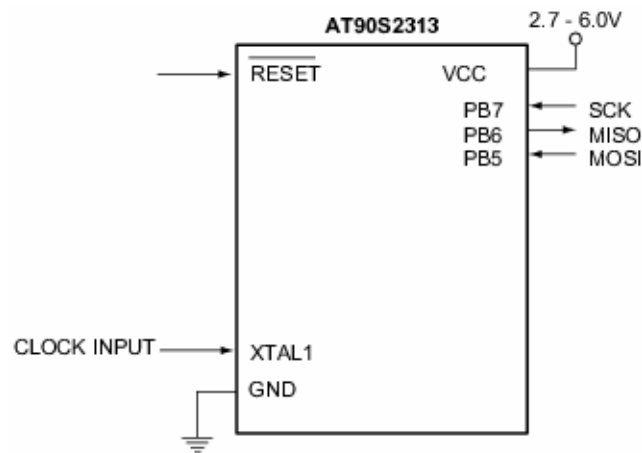 AT90S2313
2.7 - 6.0V
RESET
VCC
PB7
SCK
PB6
MISO
PB5
MOSI
CLOCK INPUT
XTAL1
GND